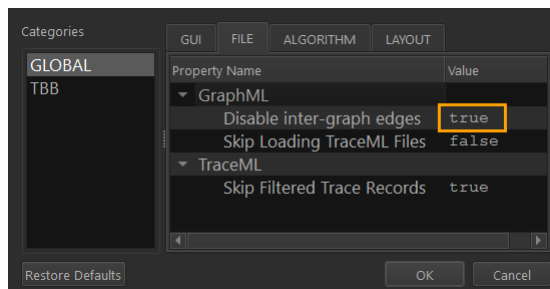 Categories
GUI FILE ALGORITHM LAYOUT
GLOBAL
TBB
Property Name Value
GraphML
Disable inter-graph edges true
Skip Loading TraceML Files false
TraceML
Skip Filtered Trace Records true
Restore Defaults OK Cancel